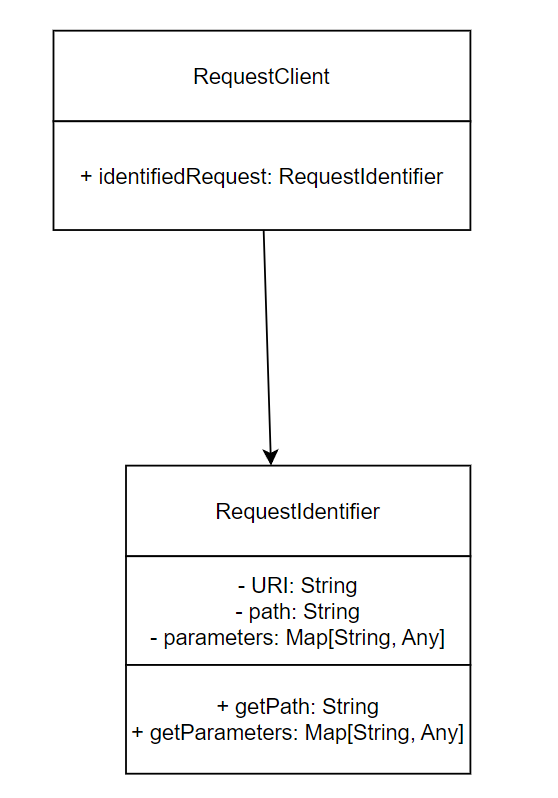 RequestClient
+ identifiedRequest: RequestIdentifier
RequestIdentifier
- URI: String
- path: String
- parameters: Map[String, Any]
+ getPath: String
+ getParameters: Map[String, Any]